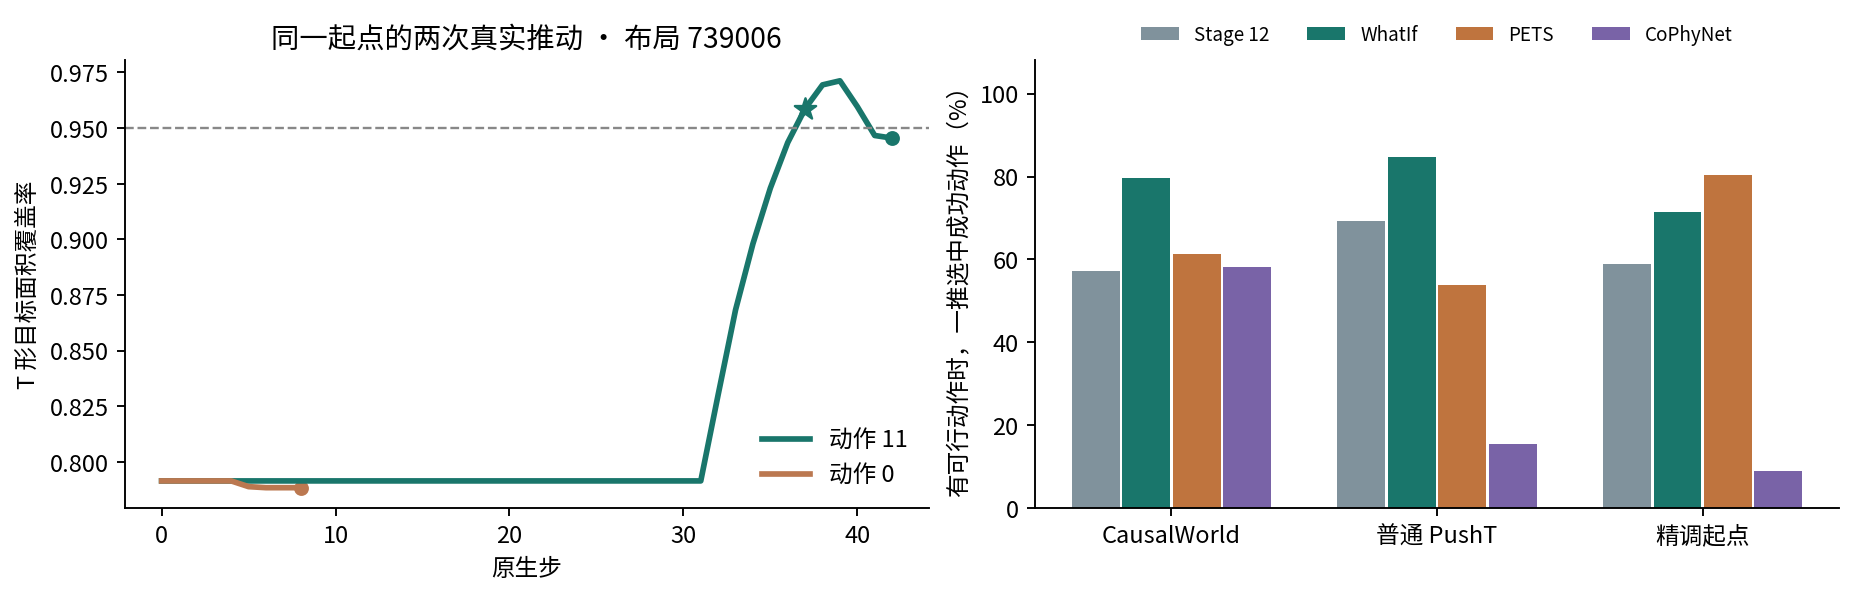 同一起点的两次真实推动 · 布局 739006
T 形目标面积覆盖率
0.975
0.950
0.925
0.900
0.875
0.850
0.825
0.800
动作 11
动作 0
0
10
20
30
40
原生步
Stage 12
WhatIf
PETS
CoPhyNet
有可行动作时，一推选中成功动作（%）
100
80
60
40
20
0
CausalWorld
普通 PushT
精调起点